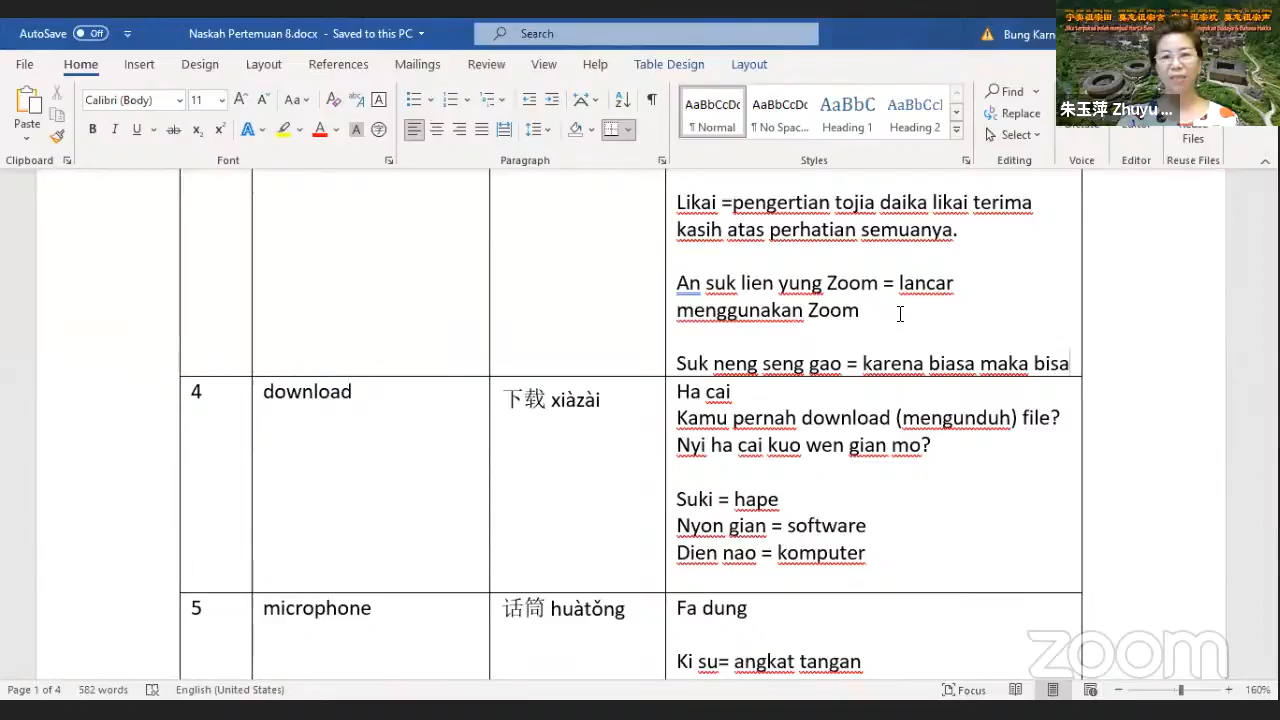 AutoSave Off Naskah Pertemuan 8.docx - Saved to this PC Search Bung Karn
File Home Insert Design Layout References Mailings Review View Help Table Design Layout
Paste Calibri (Body) 11 Aa
AaBbCcDc AaBbCcDc AaBbC AaBbCcl
¶ Normal ¶ No Spac... Heading 1 Heading 2
Find
Replace
Select
朱玉萍 Zhuyu ...
Reuse
Files
Clipboard Font Paragraph Styles Editing Voice Editor Reuse Files
Likai =pengertian tojia daika likai terima
kasih atas perhatian semuanya.
An suk lien yung Zoom = lancar
menggunakan Zoom
Suk neng seng gao = karena biasa maka bisa
4 download 下载 xiàzài Ha cai
Kamu pernah download (mengunduh) file?
Nyi ha cai kuo wen gian mo?
Suki = hape
Nyon gian = software
Dien nao = komputer
5 microphone 话筒 huàtǒng Fa dung
Ki su= angkat tangan
zoom
Page 1 of 4 582 words English (United States) Focus 160%